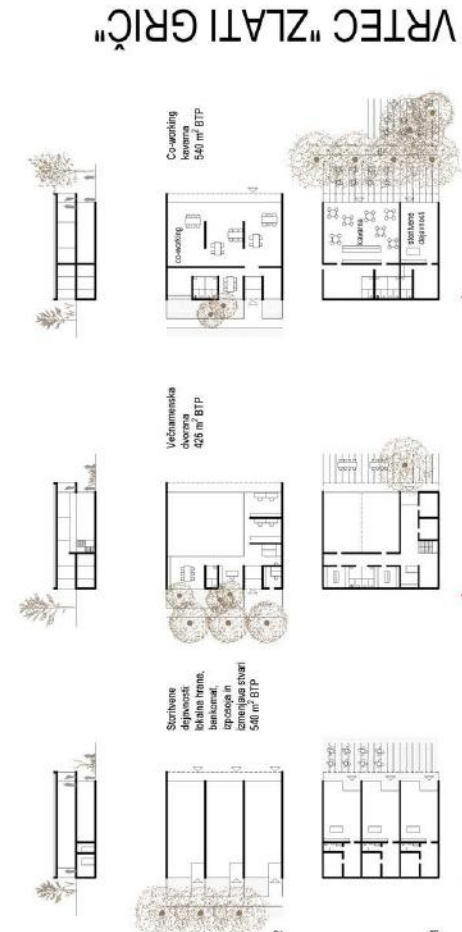 VRTEC "ZLATI GRIČ"
Co-working
kavarna
540 m² BTP
co-working
kavarna
storitvene
dejavnosti
Večnamenska
dvorana
426 m² BTP
Storitvene
dejavnosti:
lokalna hrana,
bankomat,
izposoja in
izmenjava stvari
540 m² BTP